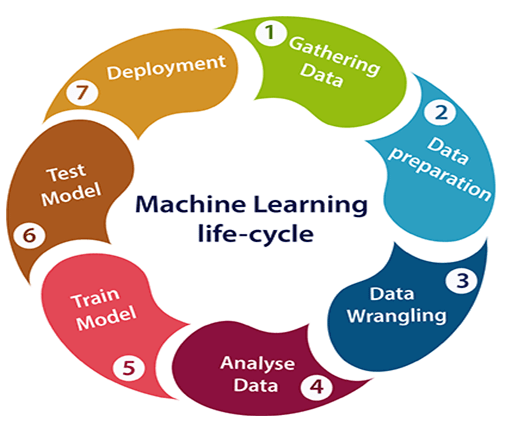 Machine Learning
life-cycle
1
Gathering
Data
2
Data
preparation
3
Data
Wrangling
Analyse
Data
4
Train
Model
5
Test
Model
6
Deployment
7